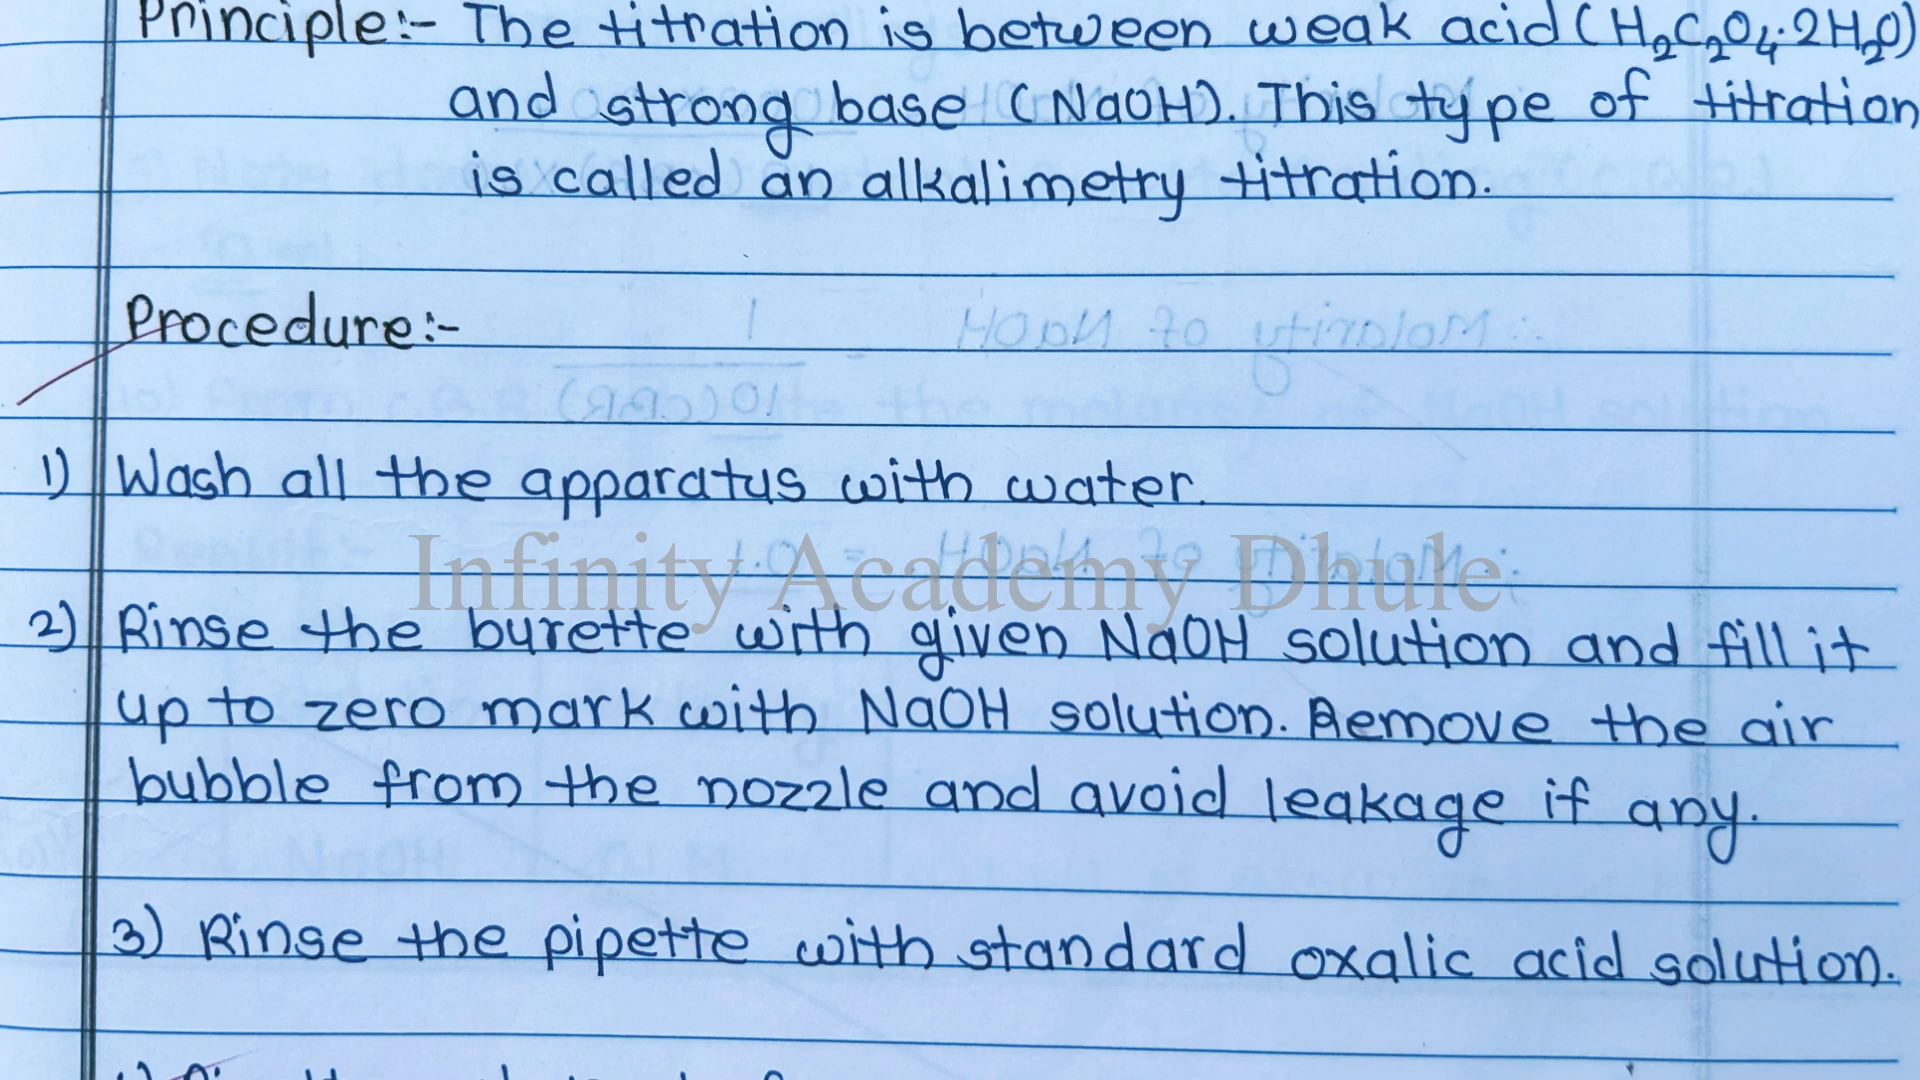 Principle:- The titration is between weak acid (H₂C₂O₄.2H₂O)
and strong base (NaOH). This type of titration
is called an alkalimetry titration.
Procedure:-
1) Wash all the apparatus with water.
Infinity Academy Dhule
2) Rinse the burette with given NaOH solution and fill it
up to zero mark with NaOH solution. Remove the air
bubble from the nozzle and avoid leakage if any.
3) Rinse the pipette with standard oxalic acid solution.